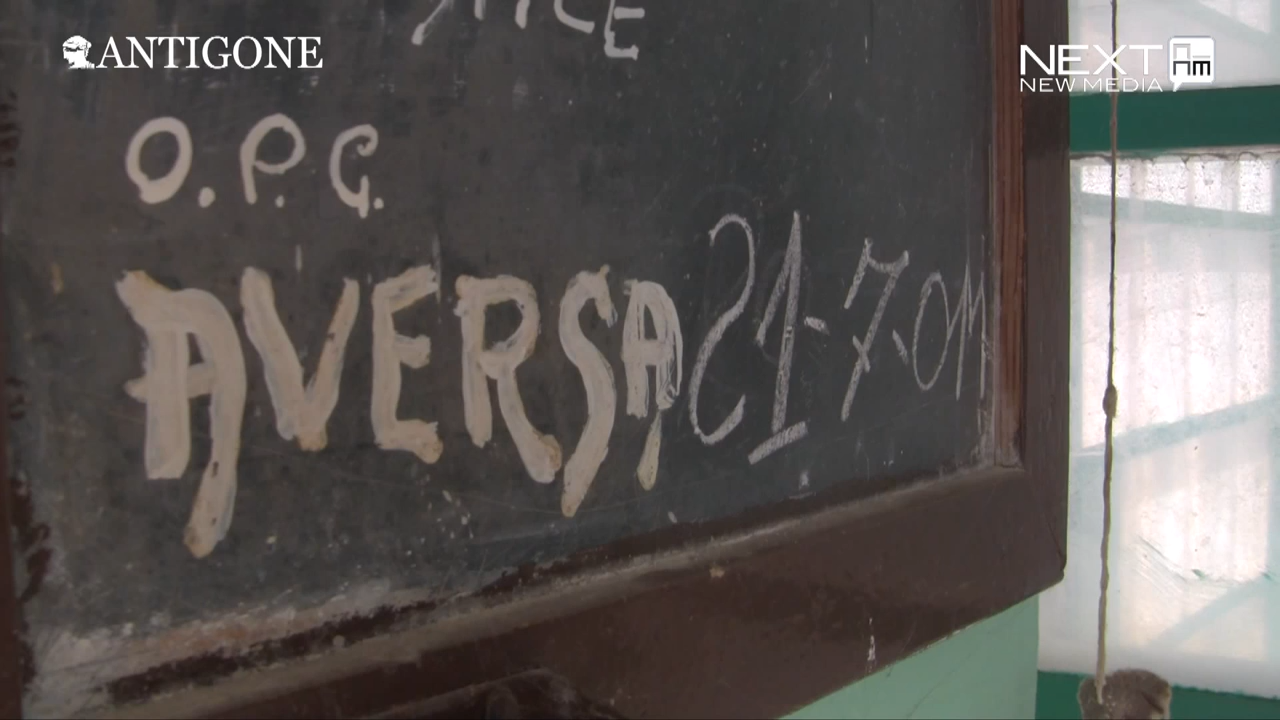 ANTIGONE
NEXT
NEW MEDIA
O.P.G.
AVERSA 21-7-011